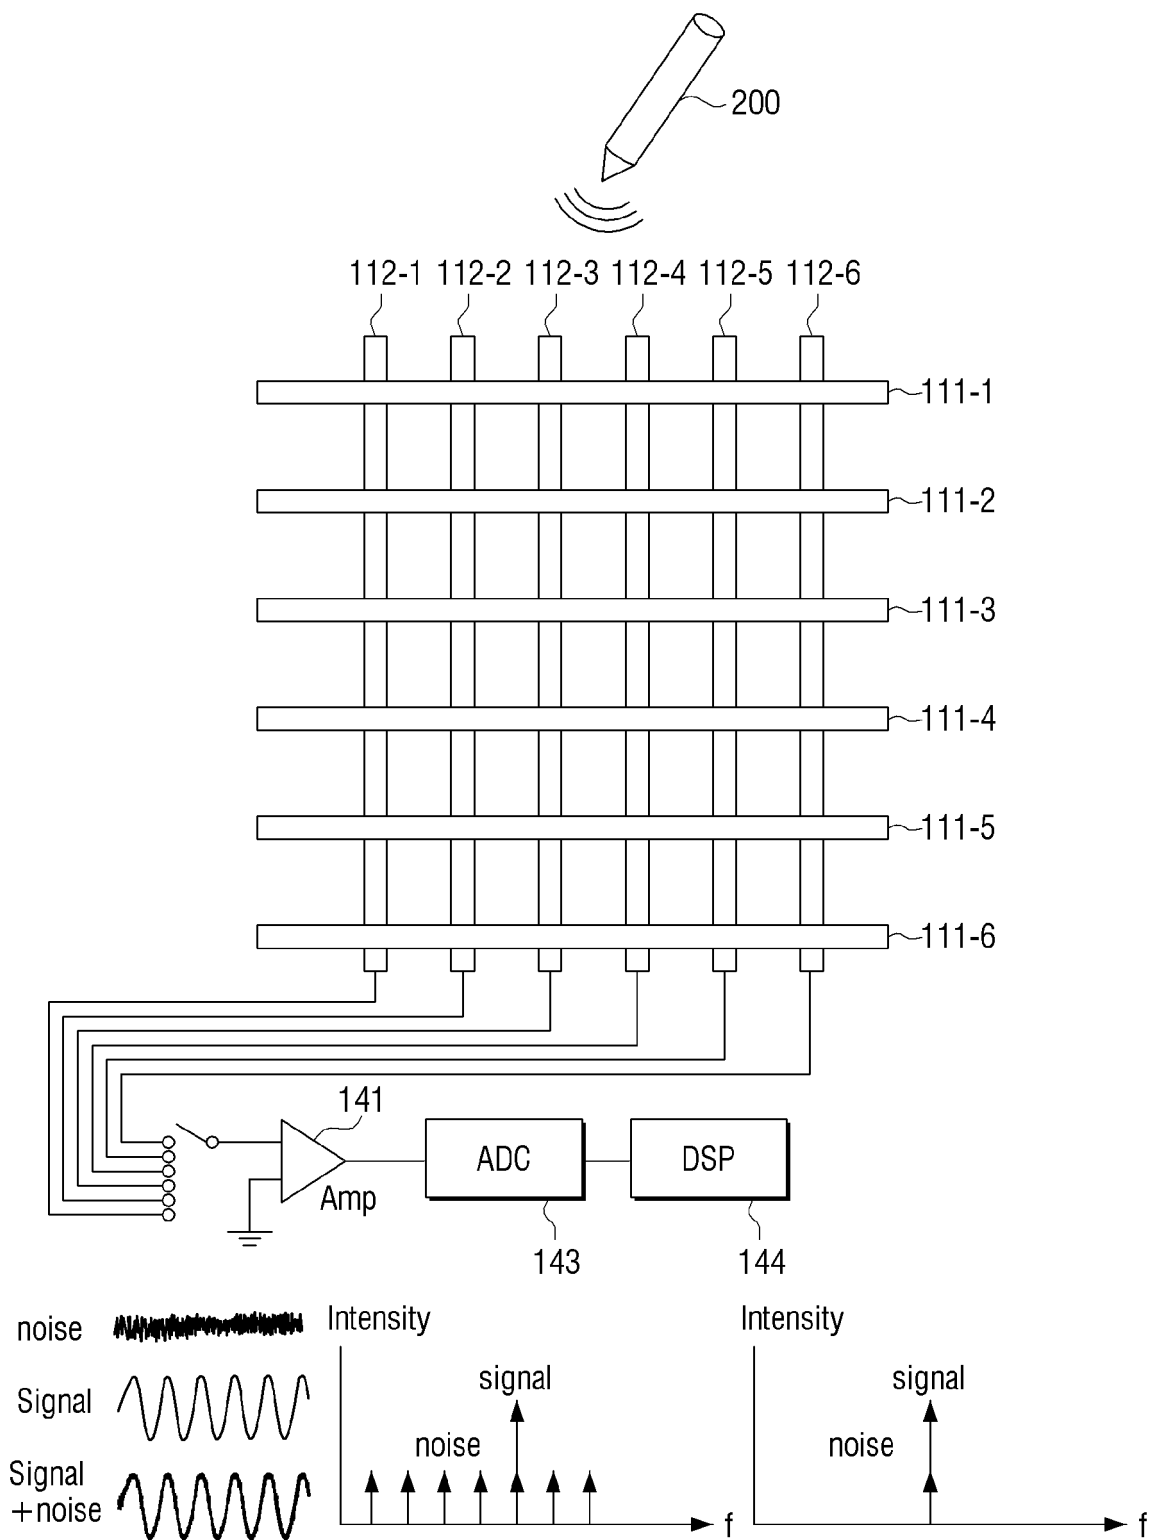 200
112-1 112-2 112-3 112-4 112-5 112-6
111-1
111-2
111-3
111-4
111-5
111-6
141
ADC
DSP
Amp
143
144
noise
Signal
Signal
+noise
Intensity
signal
noise
f
Intensity
signal
noise
f